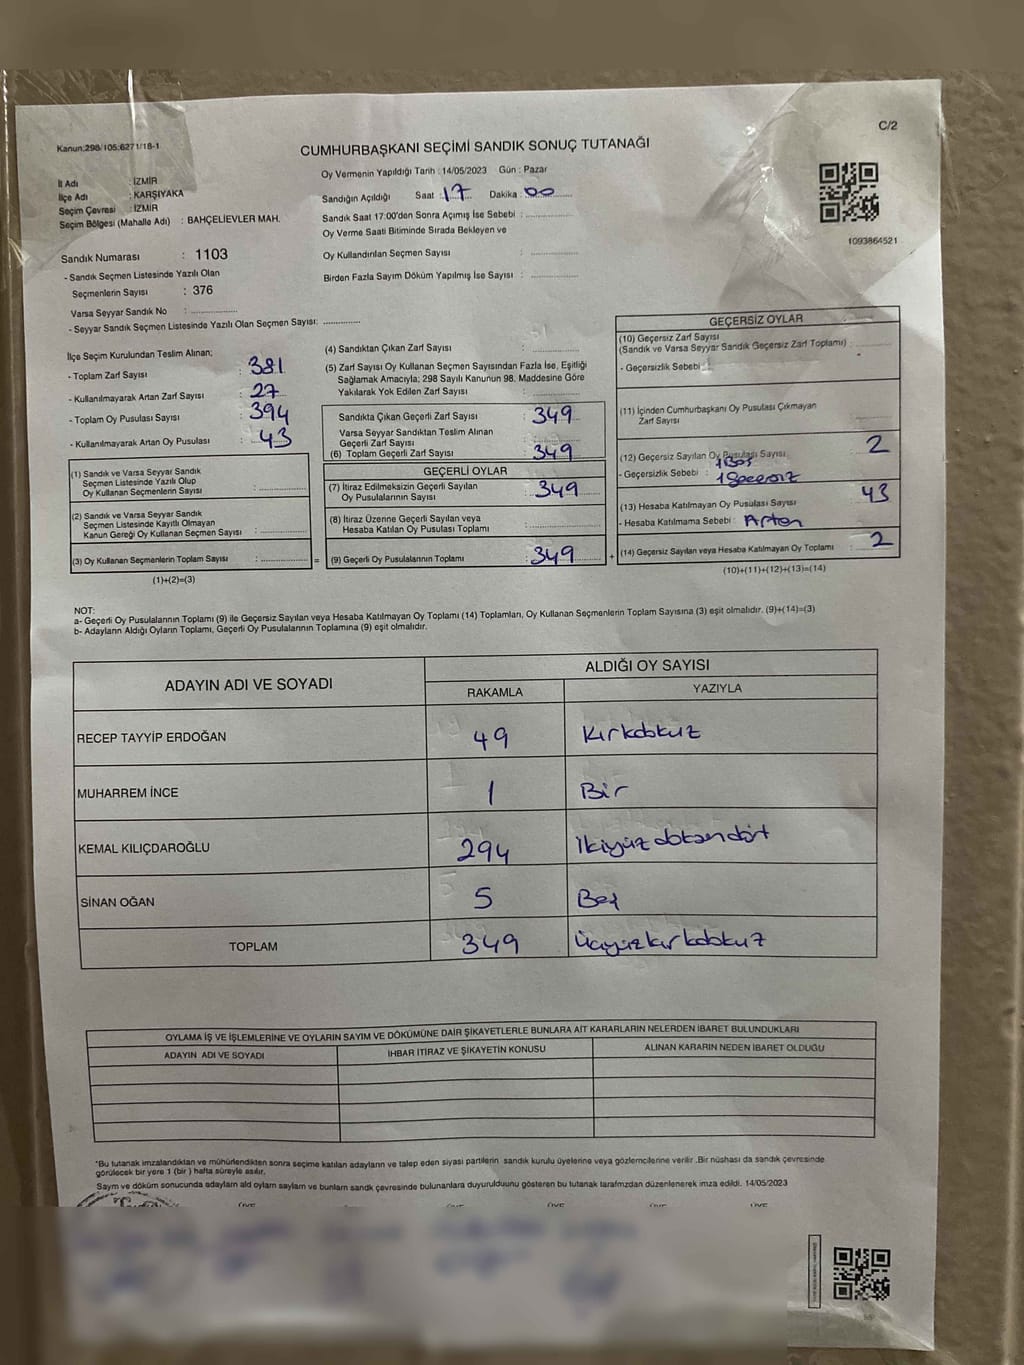 C/2
Kanun:298/105;6271/18-1
CUMHURBAŞKANI SEÇİMİ SANDIK SONUÇ TUTANAĞI
İl Adı : İZMİR
İlçe Adı : KARŞIYAKA
Seçim Çevresi : İZMİR
Seçim Bölgesi (Mahalle Adı) : BAHÇELİEVLER MAH.
Oy Vermenin Yapıldığı Tarih : 14/05/2023 Gün : Pazar
Sandığın Açıldığı Saat : 17 Dakika : 00
Sandık Saat 17:00'den Sonra Açımış İse Sebebi :
Oy Verme Saati Bitiminde Sırada Bekleyen ve
Oy Kullandırılan Seçmen Sayısı :
Birden Fazla Sayım Döküm Yapılmış İse Sayısı :
1093864521
Sandık Numarası : 1103
- Sandık Seçmen Listesinde Yazılı Olan
Seçmenlerin Sayısı : 376
Varsa Seyyar Sandık No :
- Seyyar Sandık Seçmen Listesinde Yazılı Olan Seçmen Sayısı:
İlçe Seçim Kurulundan Teslim Alınan;
- Toplam Zarf Sayısı : 381
- Kullanılmayarak Artan Zarf Sayısı : 27
- Toplam Oy Pusulası Sayısı : 394
- Kullanılmayarak Artan Oy Pusulası : 43
(1) Sandık ve Varsa Seyyar Sandık
Seçmen Listesinde Yazılı Olup
Oy Kullanan Seçmenlerin Sayısı :
(2) Sandık ve Varsa Seyyar Sandık
Seçmen Listesinde Kayıtlı Olmayan
Kanun Gereği Oy Kullanan Seçmen Sayısı :
(3) Oy Kullanan Seçmenlerin Toplam Sayısı :
(1)+(2)=(3)
(4) Sandıktan Çıkan Zarf Sayısı :
(5) Zarf Sayısı Oy Kullanan Seçmen Sayısından Fazla İse, Eşitliği
Sağlamak Amacıyla; 298 Sayılı Kanunun 98. Maddesine Göre
Yakılarak Yok Edilen Zarf Sayısı :
Sandıkta Çıkan Geçerli Zarf Sayısı : 349
Varsa Seyyar Sandıktan Teslim Alınan
Geçerli Zarf Sayısı :
(6) Toplam Geçerli Zarf Sayısı : 349
GEÇERLİ OYLAR
(7) İtiraz Edilmeksizin Geçerli Sayılan
Oy Pusulalarının Sayısı : 349
(8) İtiraz Üzerine Geçerli Sayılan veya
Hesaba Katılan Oy Pusulaları Toplamı :
= (9) Geçerli Oy Pusulalarının Toplamı : 349 +
GEÇERSİZ OYLAR
(10) Geçersiz Zarf Sayısı
(Sandık ve Varsa Seyyar Sandık Geçersiz Zarf Toplamı)
- Geçersizlik Sebebi :
(11) İçinden Cumhurbaşkanı Oy Pusulası Çıkmayan
Zarf Sayısı
(12) Geçersiz Sayılan Oy Pusulası Sayısı 2
1 Boş
- Geçersizlik Sebebi : 1 Geçersiz
(13) Hesaba Katılmayan Oy Pusulası Sayısı 43
- Hesaba Katılmama Sebebi : Artan
(14) Geçersiz Sayılan veya Hesaba Katılmayan Oy Toplamı : 2
(10)+(11)+(12)+(13)=(14)
NOT:
a- Geçerli Oy Pusulalarının Toplamı (9) ile Geçersiz Sayılan veya Hesaba Katılmayan Oy Toplamı (14) Toplamları, Oy Kullanan Seçmenlerin Toplam Sayısına (3) eşit olmalıdır. (9)+(14)=(3)
b- Adayların Aldığı Oyların Toplamı, Geçerli Oy Pusulalarının Toplamına (9) eşit olmalıdır.
ADAYIN ADI VE SOYADI
ALDIĞI OY SAYISI
RAKAMLA YAZIYLA
RECEP TAYYİP ERDOĞAN 49 Kırkdokuz
MUHARREM İNCE 1 Bir
KEMAL KILIÇDAROĞLU 294 İkiyüzdoksandört
SİNAN OĞAN 5 Beş
TOPLAM 349 Üçyüzkırkdokuz
OYLAMA İŞ VE İŞLEMLERİNE VE OYLARIN SAYIM VE DÖKÜMÜNE DAİR ŞİKAYETLERLE BUNLARA AİT KARARLARIN NELERDEN İBARET BULUNDUKLARI
ADAYIN ADI VE SOYADI İHBAR İTİRAZ VE ŞİKAYETİN KONUSU ALINAN KARARIN NEDEN İBARET OLDUĞU
*Bu tutanak imzalandıktan ve mühürlendikten sonra seçime katılan adayların ve talep eden siyasi partilerin sandık kurulu üyelerine veya gözlemcilerine verilir .Bir nüshası da sandık çevresinde
görülecek bir yere 1 (bir ) hafta süreyle asılır.
Sayım ve döküm sonucunda adayların ald oyların sayıları ve bunların sandk çevresinde bulunanlara duyurulduunu gösteren bu tutanak tarafmzdan düzenlenerek imza edildi. 14/05/2023
ÜYE ÜYE ÜYE ÜYE ÜYE